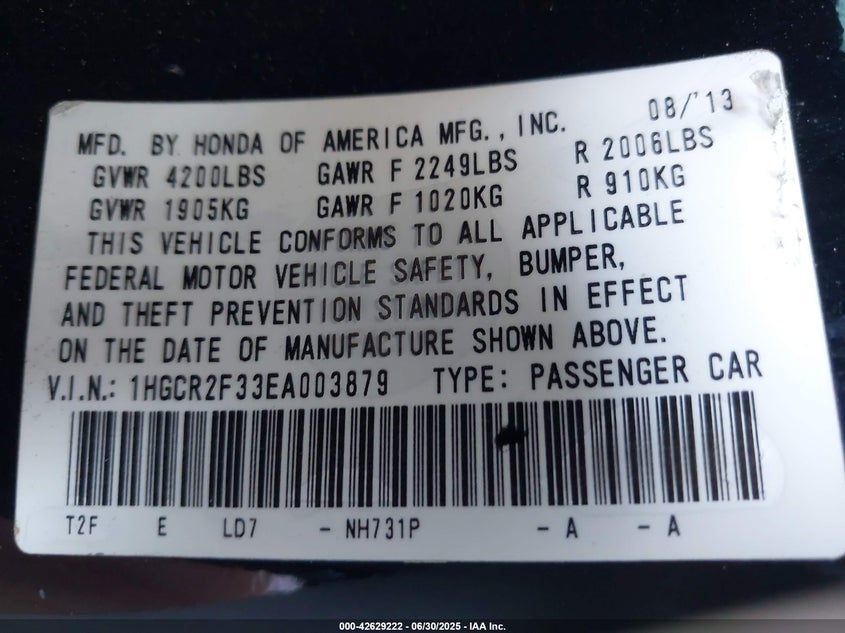 08/'13
MFD. BY HONDA OF AMERICA MFG., INC.
GVWR 4200LBS GAWR F 2249LBS R 2006LBS
GVWR 1905KG GAWR F 1020KG R 910KG
THIS VEHICLE CONFORMS TO ALL APPLICABLE
FEDERAL MOTOR VEHICLE SAFETY, BUMPER,
AND THEFT PREVENTION STANDARDS IN EFFECT
ON THE DATE OF MANUFACTURE SHOWN ABOVE.
V.I.N.: 1HGCR2F33EA003879 TYPE: PASSENGER CAR
T2F E LD7 - NH731P - A - A
000-42629222 - 06/30/2025 - IAA Inc.